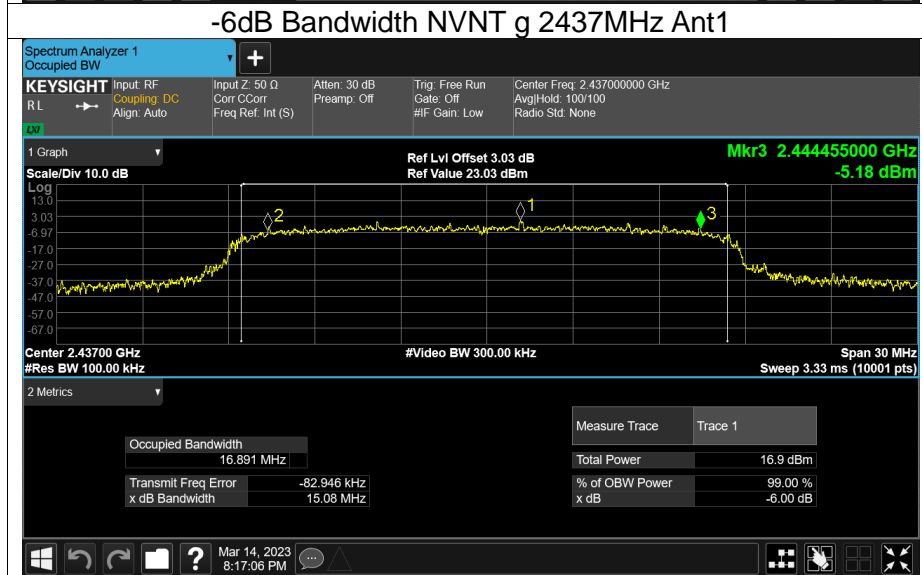 -6dB Bandwidth NVNT g 2437MHz Ant1
Spectrum Analyzer 1
Occupied BW
+
KEYSIGHT Input: RF Input Z: 50 Ω Atten: 30 dB Trig: Free Run Center Freq: 2.437000000 GHz
RL Coupling: DC Corr CCorr Preamp: Off Gate: Off Avg|Hold: 100/100
Align: Auto Freq Ref: Int (S) #IF Gain: Low Radio Std: None
LXI
1 Graph Ref Lvl Offset 3.03 dB Mkr3 2.444455000 GHz
Scale/Div 10.0 dB Ref Value 23.03 dBm -5.18 dBm
Log
13.0
3.03
-6.97
-17.0
-27.0
-37.0
-47.0
-57.0
-67.0
2
1
3
Center 2.43700 GHz #Video BW 300.00 kHz Span 30 MHz
#Res BW 100.00 kHz Sweep 3.33 ms (10001 pts)
2 Metrics
Measure Trace Trace 1
Occupied Bandwidth
16.891 MHz Total Power 16.9 dBm
Transmit Freq Error -82.946 kHz % of OBW Power 99.00 %
x dB Bandwidth 15.08 MHz x dB -6.00 dB
? Mar 14, 2023
8:17:06 PM